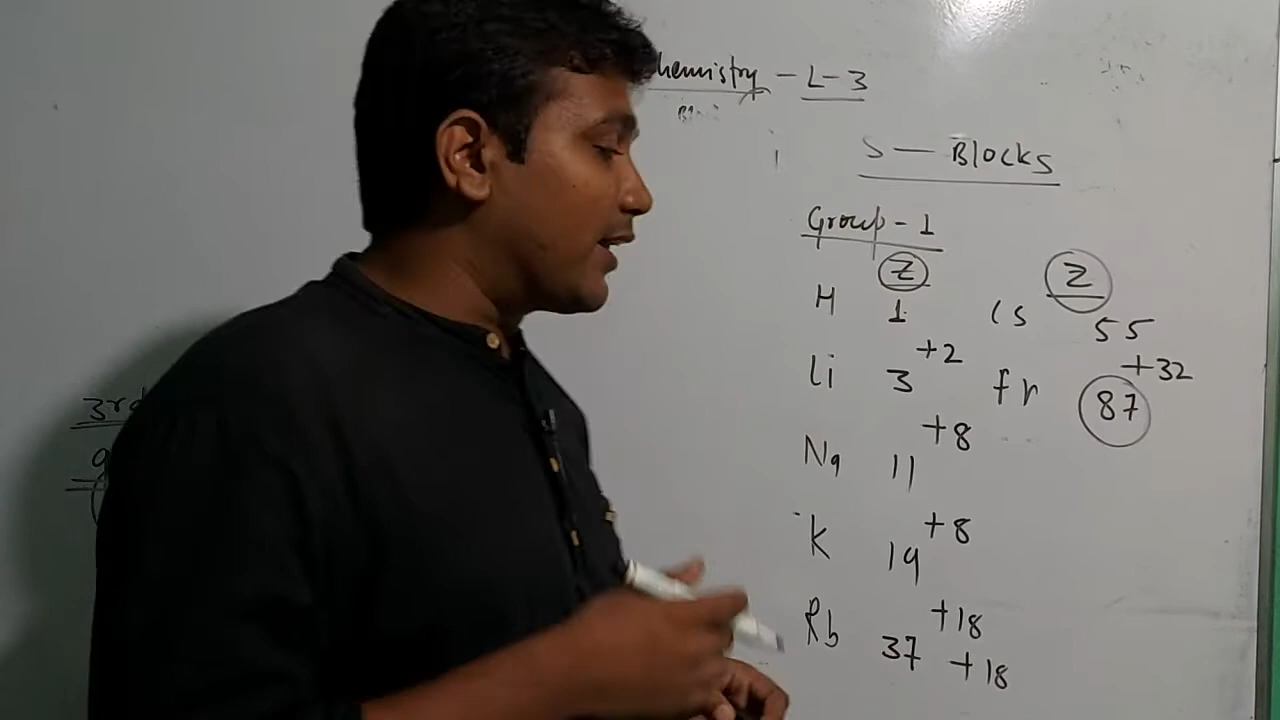 hemistry - L-3
S - BLOCKS
Group - 1
Z Z
H 1 Cs 55
Li 3 +2 fr 87 +32
Na 11 +8
K 19 +8
Rb 37 +18
+18
3rd